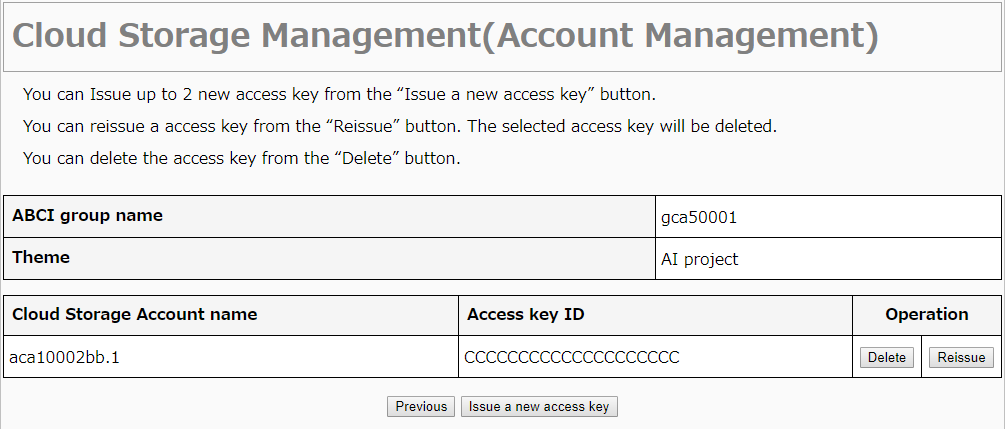 Cloud Storage Management(Account Management)
You can Issue up to 2 new access key from the “Issue a new access key” button.
You can reissue a access key from the “Reissue” button. The selected access key will be deleted.
You can delete the access key from the “Delete” button.
ABCI group name gca50001
Theme AI project
Cloud Storage Account name Access key ID Operation
aca10002bb.1 CCCCCCCCCCCCCCCCCCCC Delete Reissue
Previous Issue a new access key